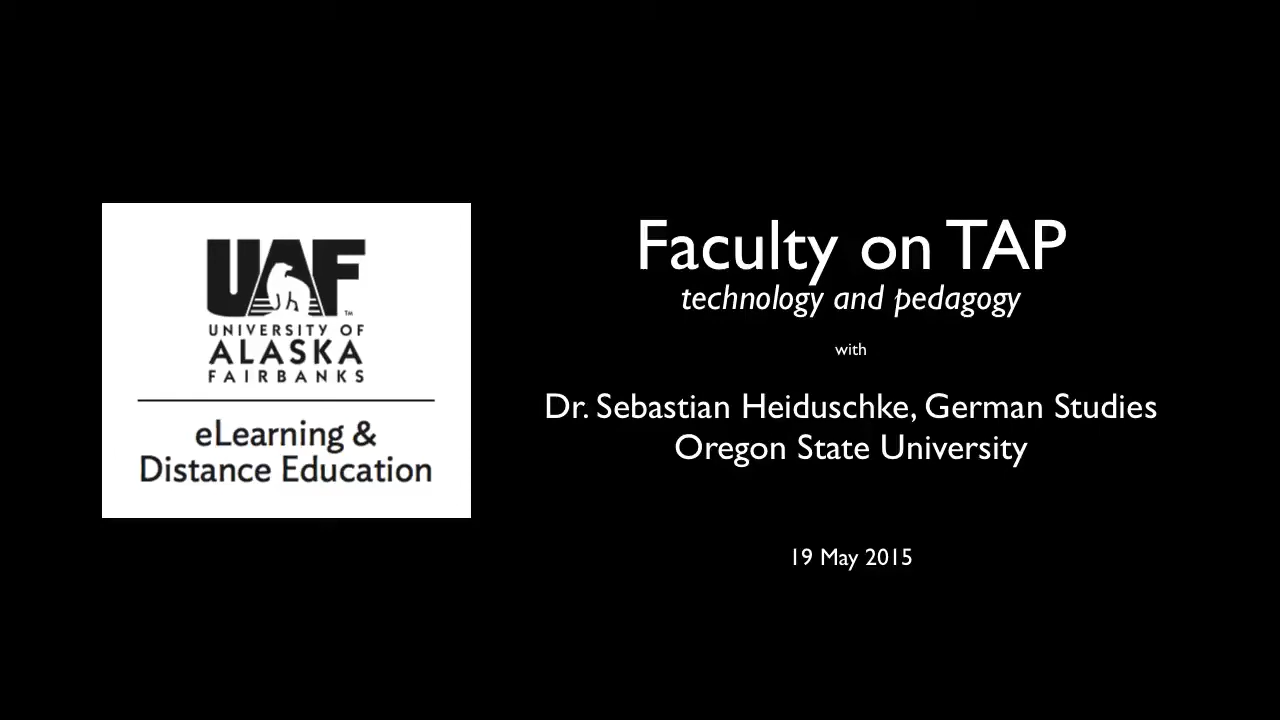 UAF
TM
UNIVERSITY OF
ALASKA
FAIRBANKS
eLearning &
Distance Education
Faculty on TAP
technology and pedagogy
with
Dr. Sebastian Heiduschke, German Studies
Oregon State University
19 May 2015